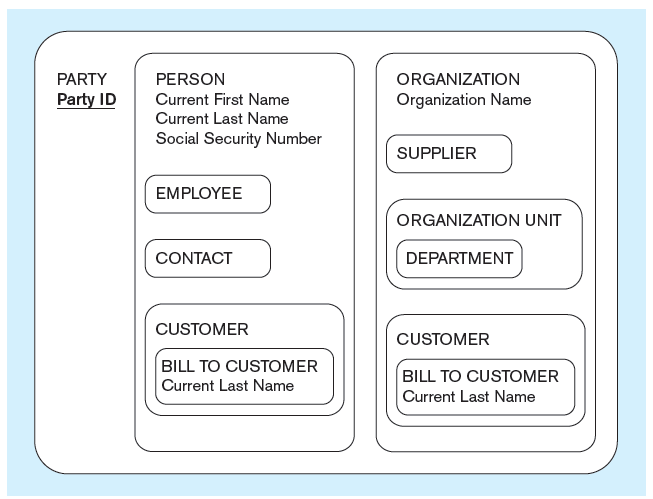 PARTY
Party ID
PERSON
Current First Name
Current Last Name
Social Security Number
EMPLOYEE
CONTACT
CUSTOMER
BILL TO CUSTOMER
Current Last Name
ORGANIZATION
Organization Name
SUPPLIER
ORGANIZATION UNIT
DEPARTMENT
CUSTOMER
BILL TO CUSTOMER
Current Last Name